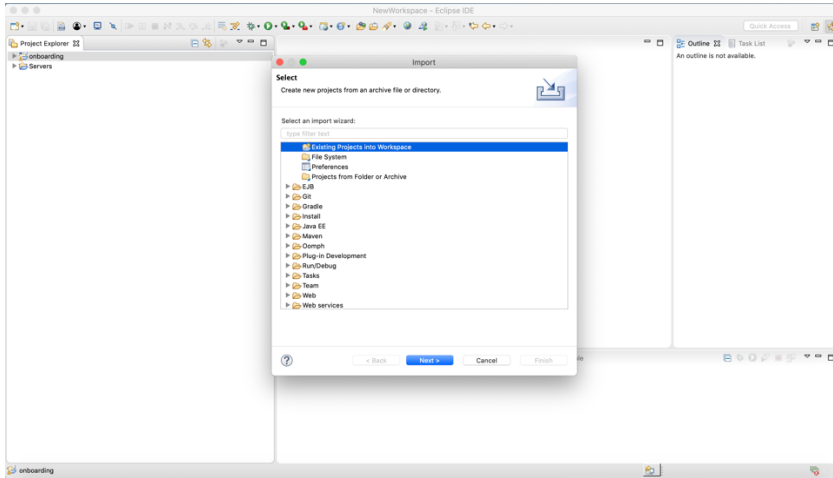 NewWorkspace - Eclipse IDE
Quick Access
Project Explorer
onboarding
Servers
Outline
Task List
An outline is not available.
Import
Select
Create new projects from an archive file or directory.
Select an import wizard:
type filter text
Existing Projects into Workspace
File System
Preferences
Projects from Folder or Archive
EJB
Git
Gradle
Install
Java EE
Maven
Oomph
Plug-in Development
Run/Debug
Tasks
Team
Web
Web services
?
< Back
Next >
Cancel
Finish
onboarding